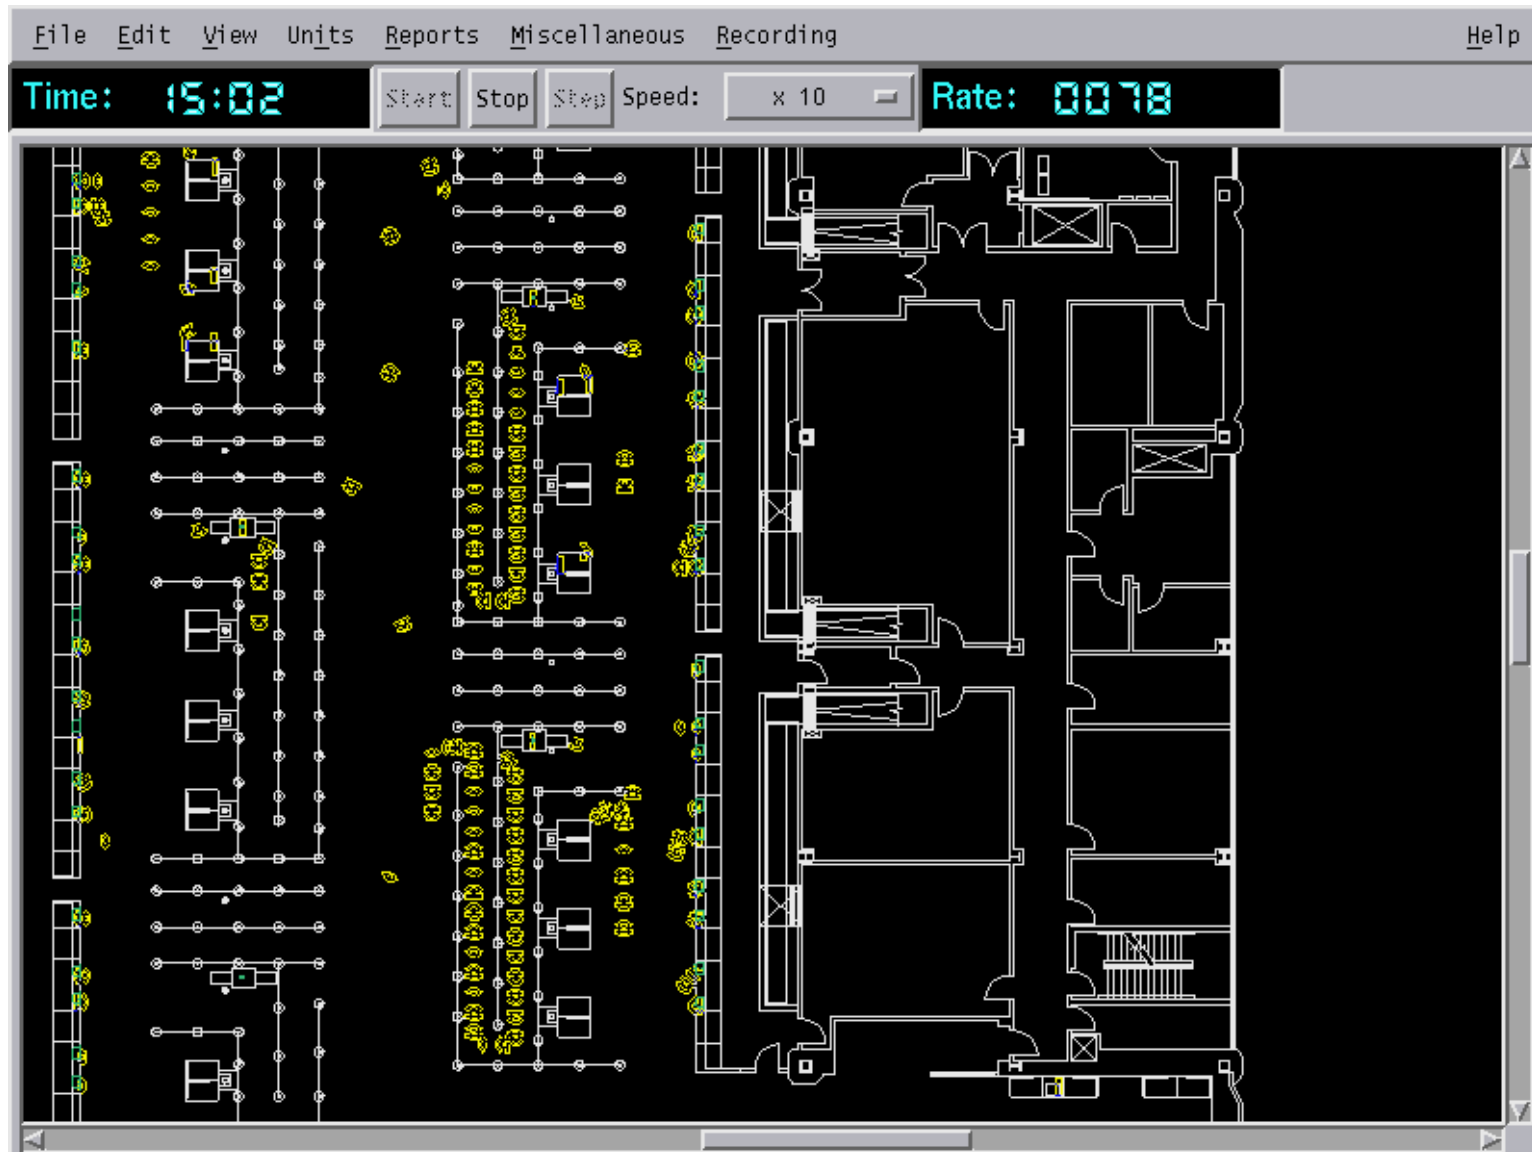 File Edit View Units Reports Miscellaneous Recording Help
Time: 15:02 Start Stop Step Speed: x 10 Rate: 0078